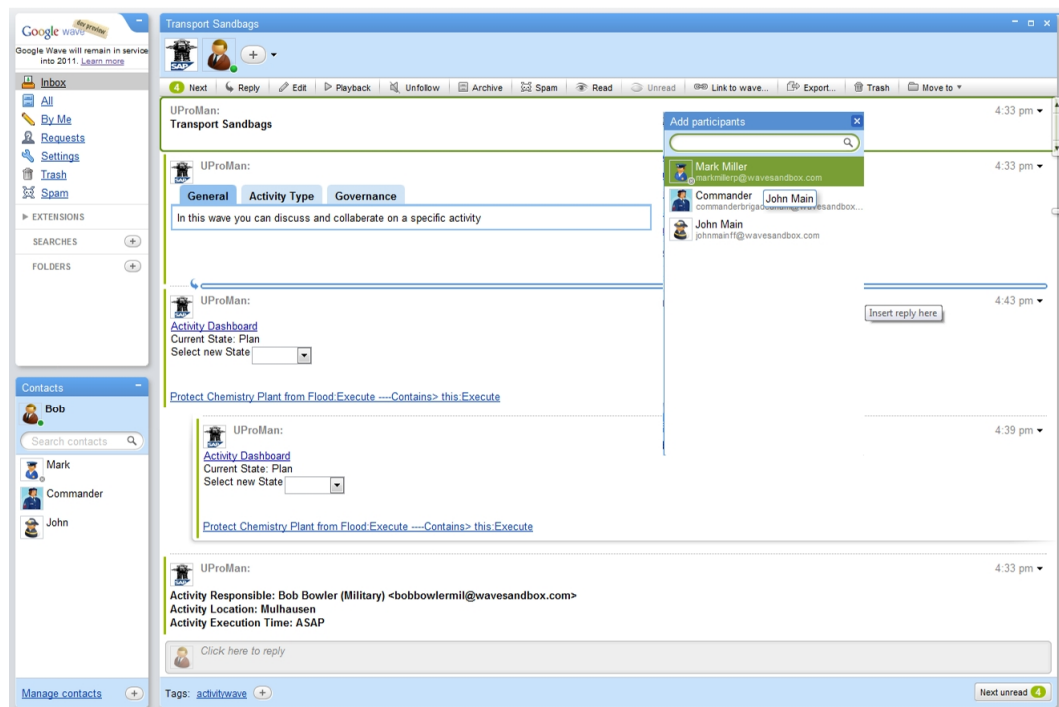 Google wave
dev preview
Google Wave will remain in service
into 2011. Learn more
Inbox
All
By Me
Requests
Settings
Trash
Spam
EXTENSIONS
SEARCHES
FOLDERS
Contacts
Bob
Search contacts
Mark
Commander
John
Manage contacts
Transport Sandbags
SAP
4 Next Reply Edit Playback Unfollow Archive Spam Read Unread Link to wave... Export... Trash Move to
UProMan: 4:33 pm
Transport Sandbags
Add participants
Mark Miller
markmillerp@wavesandbox.com
Commander
John Main
John Main
johnmainff@wavesandbox.com
SAP
UProMan: 4:33 pm
General Activity Type Governance
In this wave you can discuss and collaberate on a specific activity
Insert reply here
SAP
UProMan: 4:43 pm
Activity Dashboard
Current State: Plan
Select new State
Protect Chemistry Plant from Flood:Execute ----Contains> this:Execute
SAP
UProMan: 4:39 pm
Activity Dashboard
Current State: Plan
Select new State
Protect Chemistry Plant from Flood:Execute ----Contains> this:Execute
SAP
UProMan: 4:33 pm
Activity Responsible: Bob Bowler (Military) <bobbowlermil@wavesandbox.com>
Activity Location: Mulhausen
Activity Execution Time: ASAP
Click here to reply
Tags: activitywave
Next unread 4